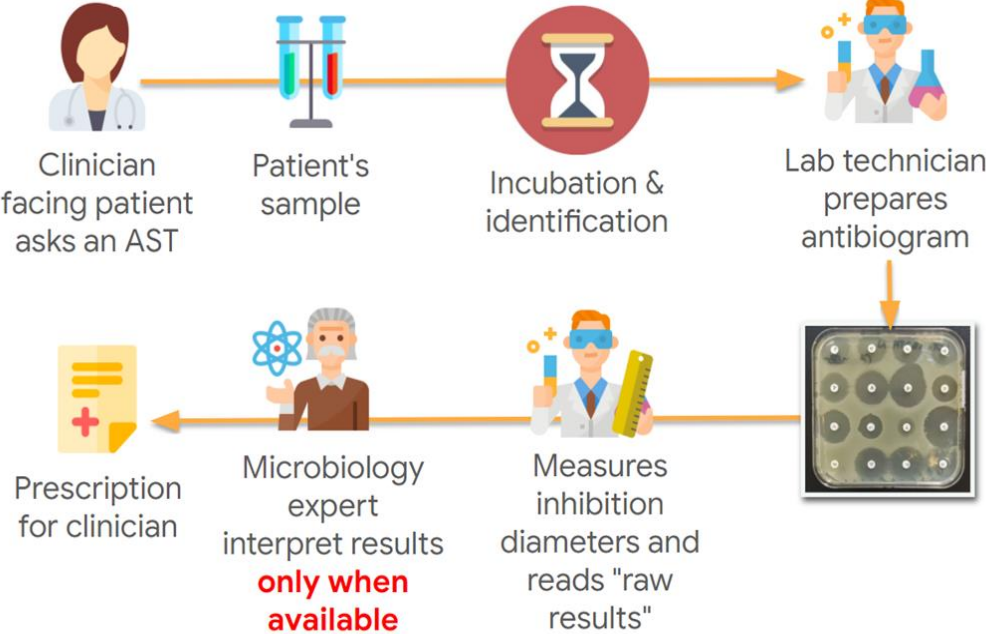 Clinician
facing patient
asks an AST
Patient's
sample
Incubation &
identification
Lab technician
prepares
antibiogram
Prescription
for clinician
Microbiology
expert
interpret results
only when
available
Measures
inhibition
diameters and
reads "raw
results"